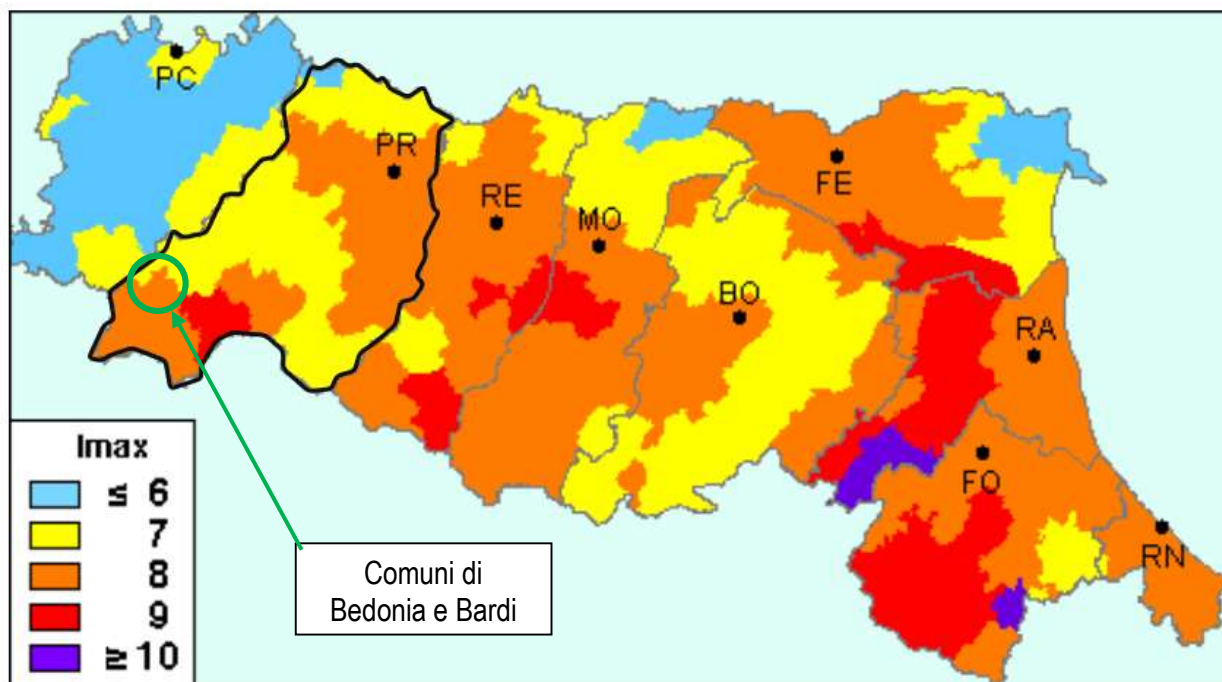 PC
PR
RE
MO
FE
BO
RA
FO
RN
Imax
≤ 6
7
8
9
≥ 10
Comuni di
Bedonia e Bardi